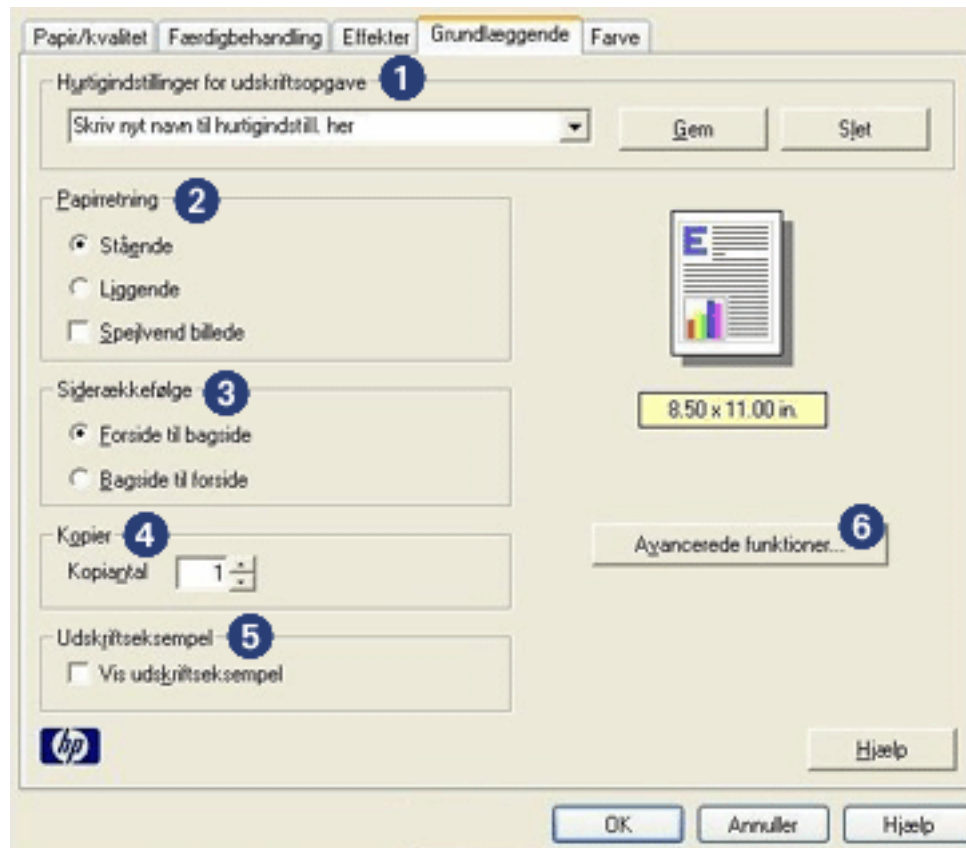 Papir/kvalitet Færdigbehandling Effekter Grundlæggende Farve
Hurtigindstillinger for udskriftsopgave 1
Skriv nyt navn til hurtigindstill. her Gem Slet
Papirretning 2
Stående
Liggende
Spejlvend billede
E
Siderækkefølge 3
8.50 x 11.00 in.
Forside til bagside
Bagside til forside
Kopier 4
Avancerede funktioner... 6
Kopiantal 1
Udskriftseksempel 5
Vis udskriftseksempel
hp
Hjælp
OK Annuller Hjælp